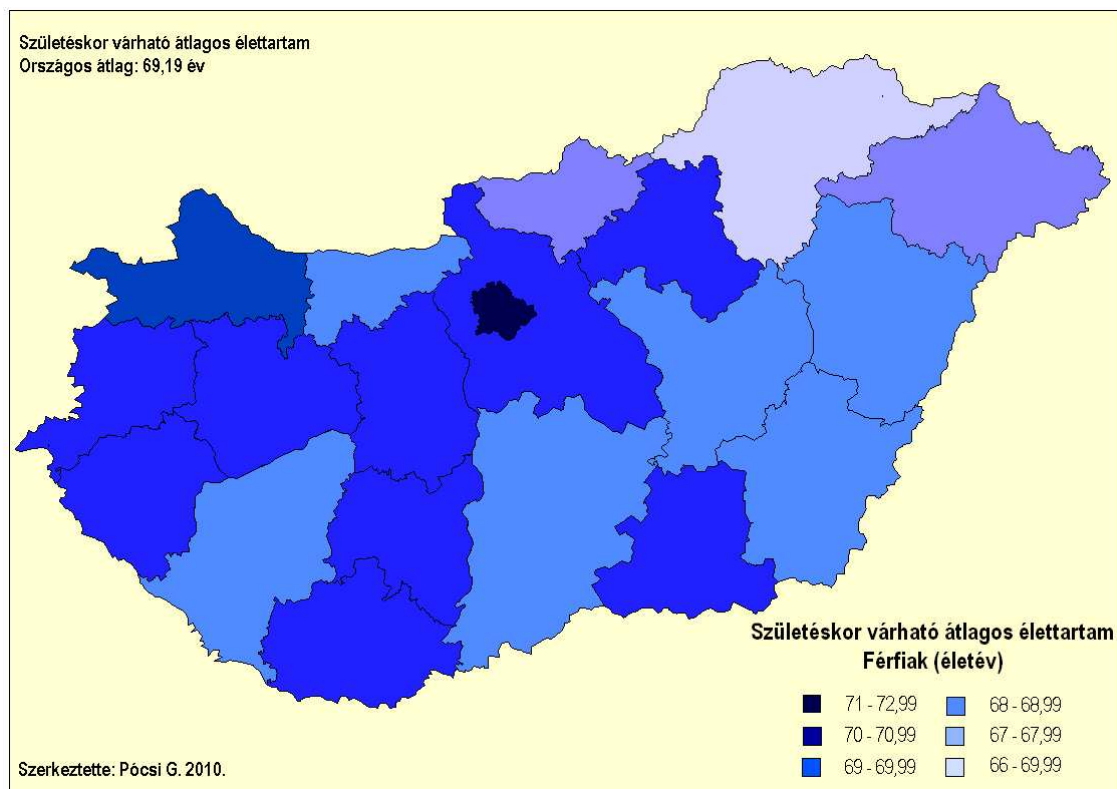 Születéskor várható átlagos élettartam
Országos átlag: 69,19 év
Születéskor várható átlagos élettartam
Férfiak (életév)
71 - 72,99
68 - 68,99
70 - 70,99
67 - 67,99
69 - 69,99
66 - 69,99
Szerkeztette: Pócsi G. 2010.